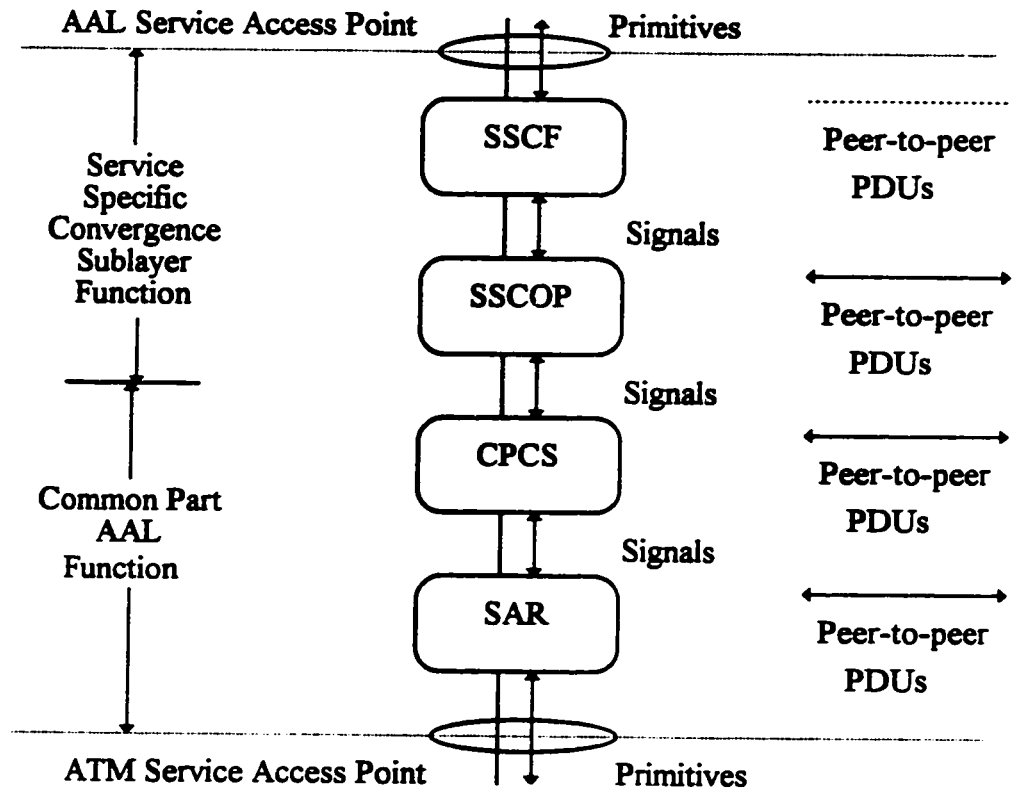 AAL Service Access Point
Primitives
SSCF
Peer-to-peer
PDUs
Service
Specific
Convergence
Sublayer
Function
Signals
SSCOP
Peer-to-peer
PDUs
Signals
CPCS
Peer-to-peer
PDUs
Common Part
AAL
Function
Signals
SAR
Peer-to-peer
PDUs
ATM Service Access Point
Primitives